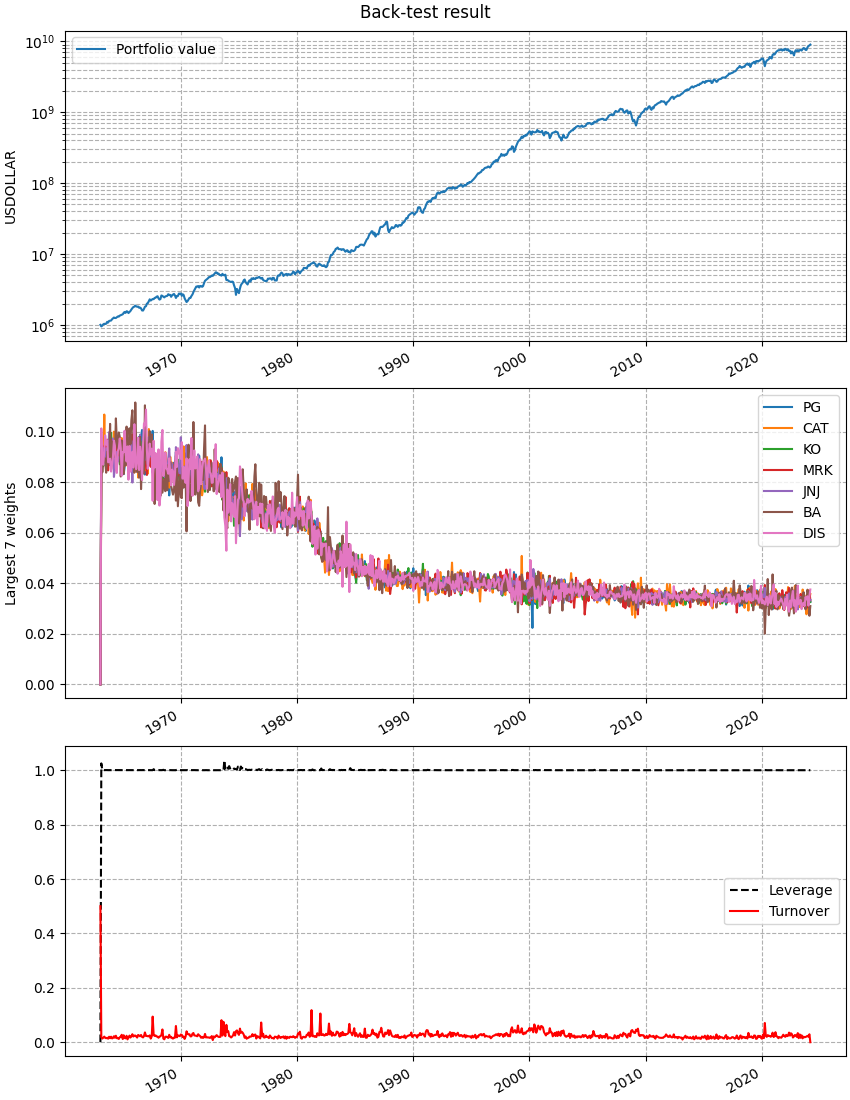 Back-test result
Portfolio value
USDOLLAR
10^10
10^9
10^8
10^7
10^6
1970 1980 1990 2000 2010 2020
Largest 7 weights
0.10
0.08
0.06
0.04
0.02
0.00
PG
CAT
KO
MRK
JNJ
BA
DIS
1970 1980 1990 2000 2010 2020
1.0
0.8
0.6
0.4
0.2
0.0
Leverage
Turnover
1970 1980 1990 2000 2010 2020